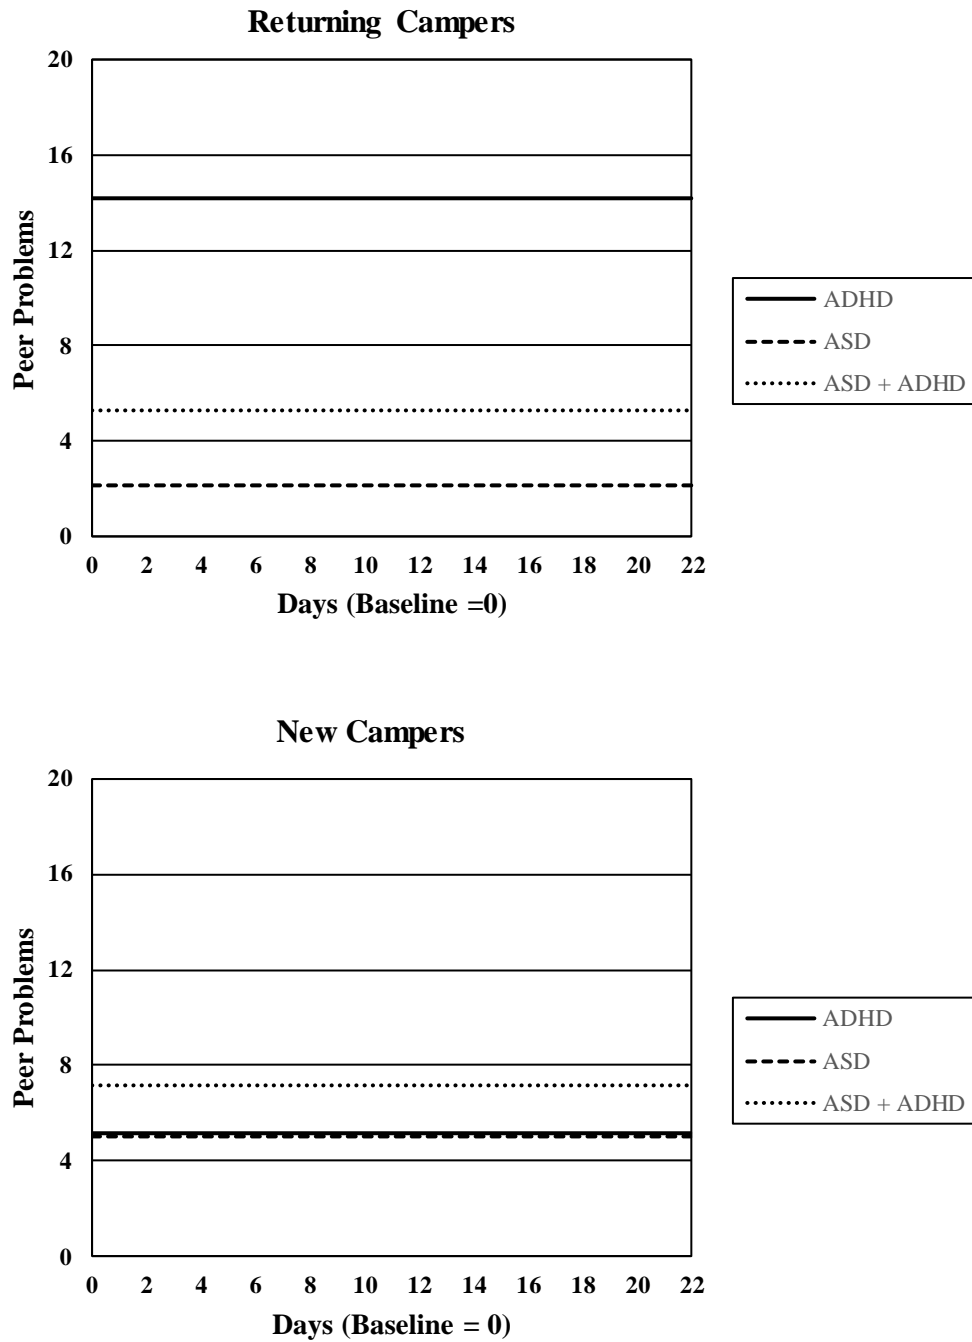 Returning Campers
20
16
12
8
4
0
Peer Problems
0 2 4 6 8 10 12 14 16 18 20 22
Days (Baseline =0)
ADHD
ASD
ASD + ADHD
New Campers
20
16
12
8
4
0
Peer Problems
0 2 4 6 8 10 12 14 16 18 20 22
Days (Baseline = 0)
ADHD
ASD
ASD + ADHD